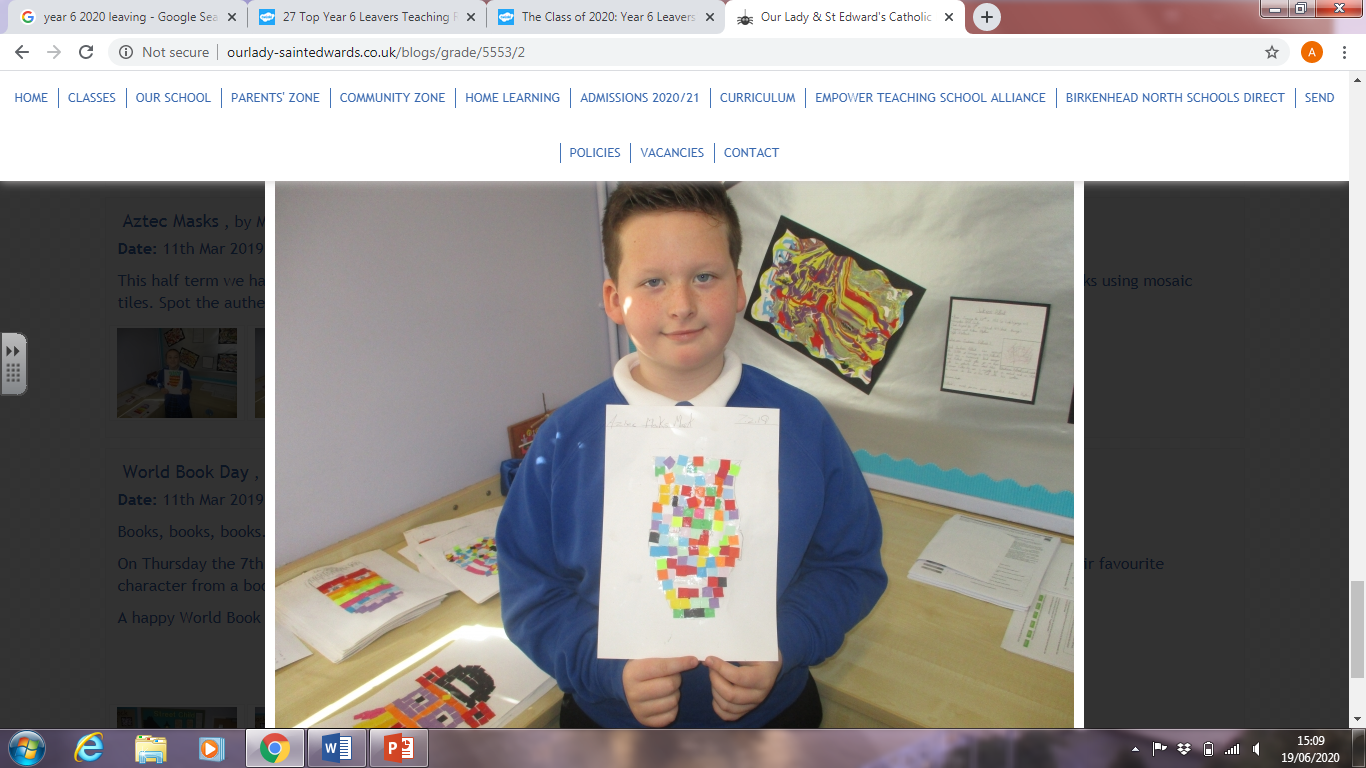 year 6 2020 leaving - Google Sea
27 Top Year 6 Leavers Teaching R
The Class of 2020: Year 6 Leavers
Our Lady & St Edward's Catholic
Not secure
ourlady-saintedwards.co.uk/blogs/grade/5553/2
A
HOME
CLASSES
OUR SCHOOL
PARENTS' ZONE
COMMUNITY ZONE
HOME LEARNING
ADMISSIONS 2020/21
CURRICULUM
EMPOWER TEACHING SCHOOL ALLIANCE
BIRKENHEAD NORTH SCHOOLS DIRECT
SEND
POLICIES
VACANCIES
CONTACT
Aztec Masks , by M
Date: 11th Mar 2019
This half term we ha
ks using mosaic
tiles. Spot the authe
World Book Day ,
Date: 11th Mar 2019
Books, books, books.
On Thursday the 7th
ir favourite
character from a boo
A happy World Book
15:09
19/06/2020